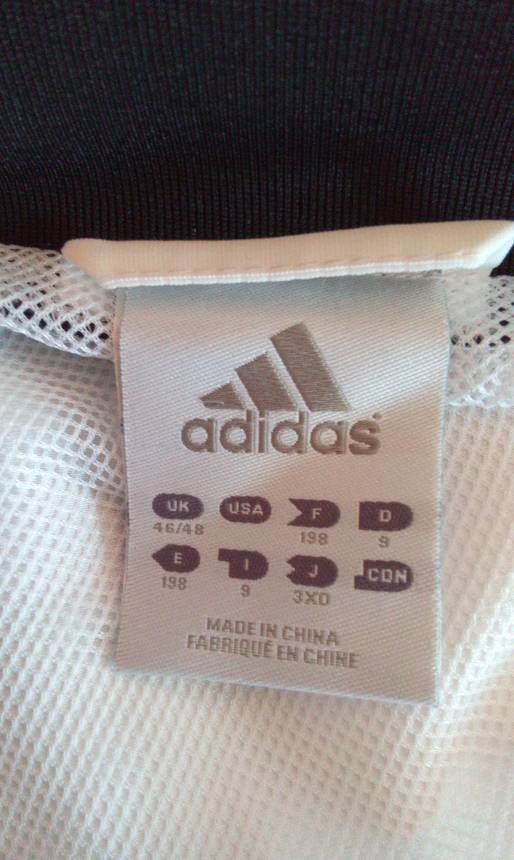 adidas
UK USA F D
46/48 198 9
E I J CDN
198 9 3XO
MADE IN CHINA
FABRIQUÉ EN CHINE